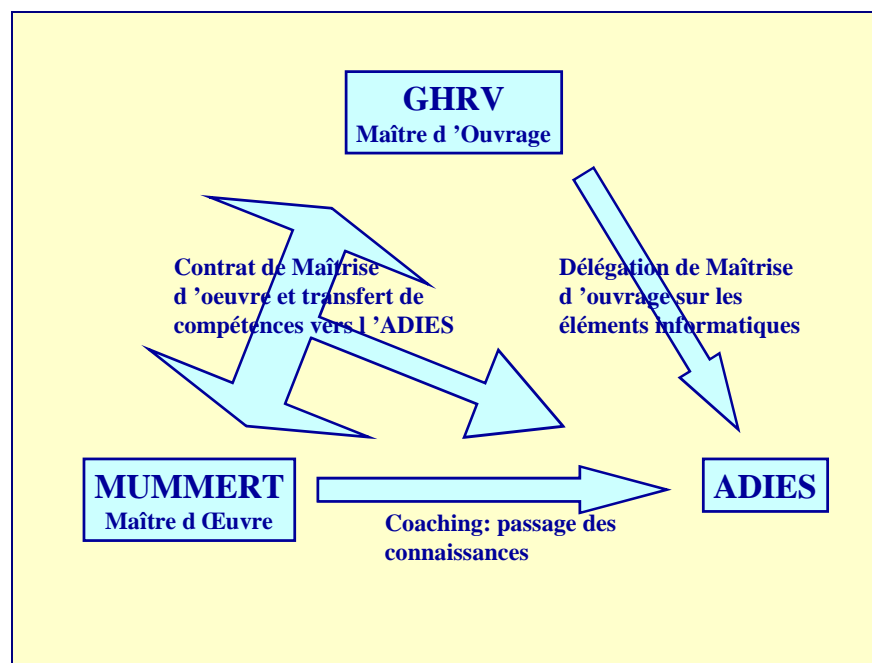 GHRV
Maître d ’Ouvrage
Contrat de Maîtrise
d ’oeuvre et transfert de
compétences vers l ’ADIES
Délégation de Maîtrise
d ’ouvrage sur les
éléments informatiques
MUMMERT
Maître d Œuvre
ADIES
Coaching: passage des
connaissances